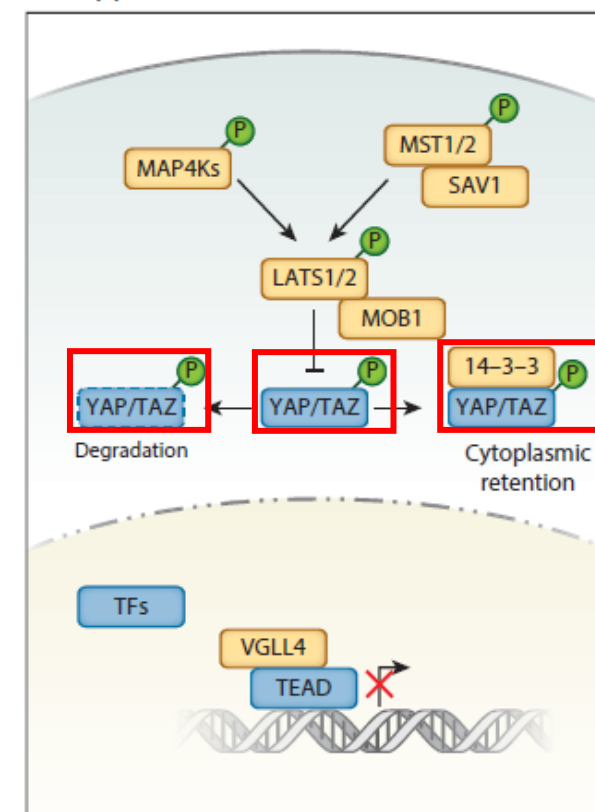 P
P
MAP4Ks
MST1/2
SAV1
P
LATS1/2
MOB1
P
P
14–3–3
P
YAP/TAZ
YAP/TAZ
YAP/TAZ
Degradation
Cytoplasmic
retention
TFs
VGLL4
TEAD